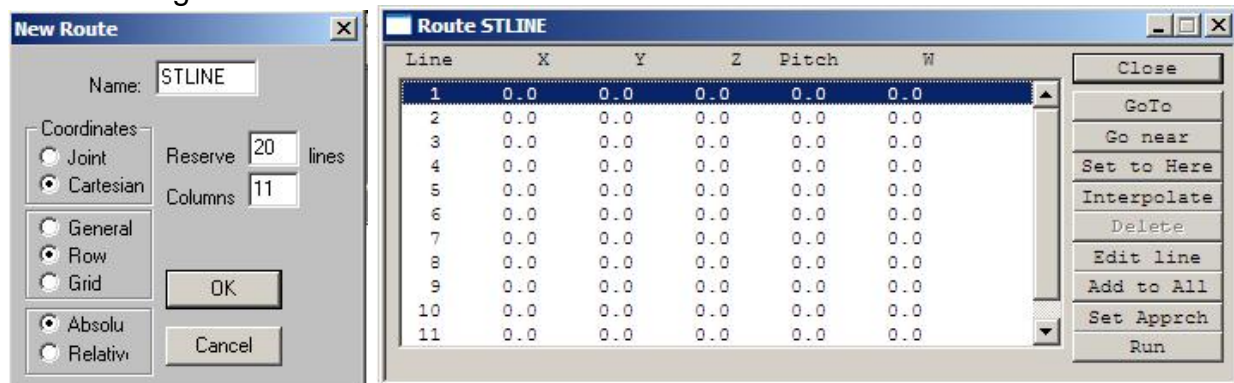 New Route
Name: STLINE
Coordinates
Joint
Cartesian
Reserve 20 lines
Columns 11
General
Row
Grid
OK
Absolu
Relativ
Cancel
Route STLINE
Line X Y Z Pitch W
1 0.0 0.0 0.0 0.0 0.0
2 0.0 0.0 0.0 0.0 0.0
3 0.0 0.0 0.0 0.0 0.0
4 0.0 0.0 0.0 0.0 0.0
5 0.0 0.0 0.0 0.0 0.0
6 0.0 0.0 0.0 0.0 0.0
7 0.0 0.0 0.0 0.0 0.0
8 0.0 0.0 0.0 0.0 0.0
9 0.0 0.0 0.0 0.0 0.0
10 0.0 0.0 0.0 0.0 0.0
11 0.0 0.0 0.0 0.0 0.0
Close
GoTo
Go near
Set to Here
Interpolate
Delete
Edit line
Add to All
Set Apprch
Run